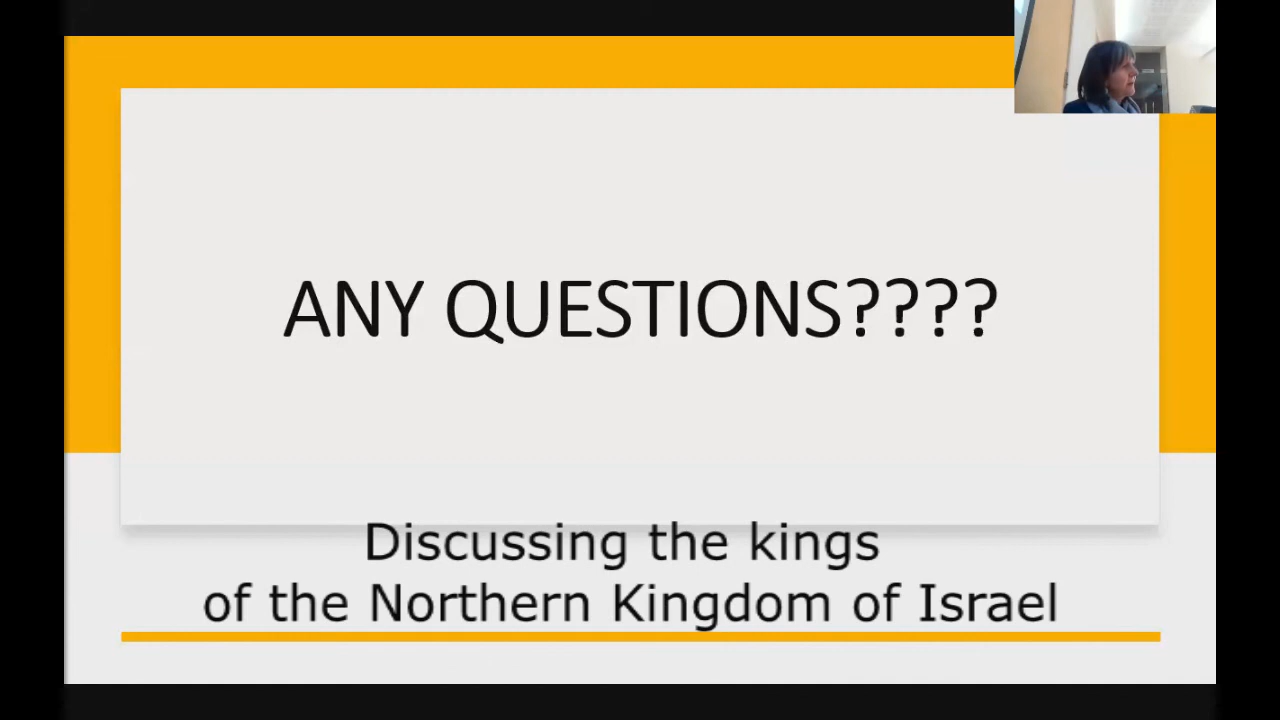 ANY QUESTIONS????
Discussing the kings
of the Northern Kingdom of Israel